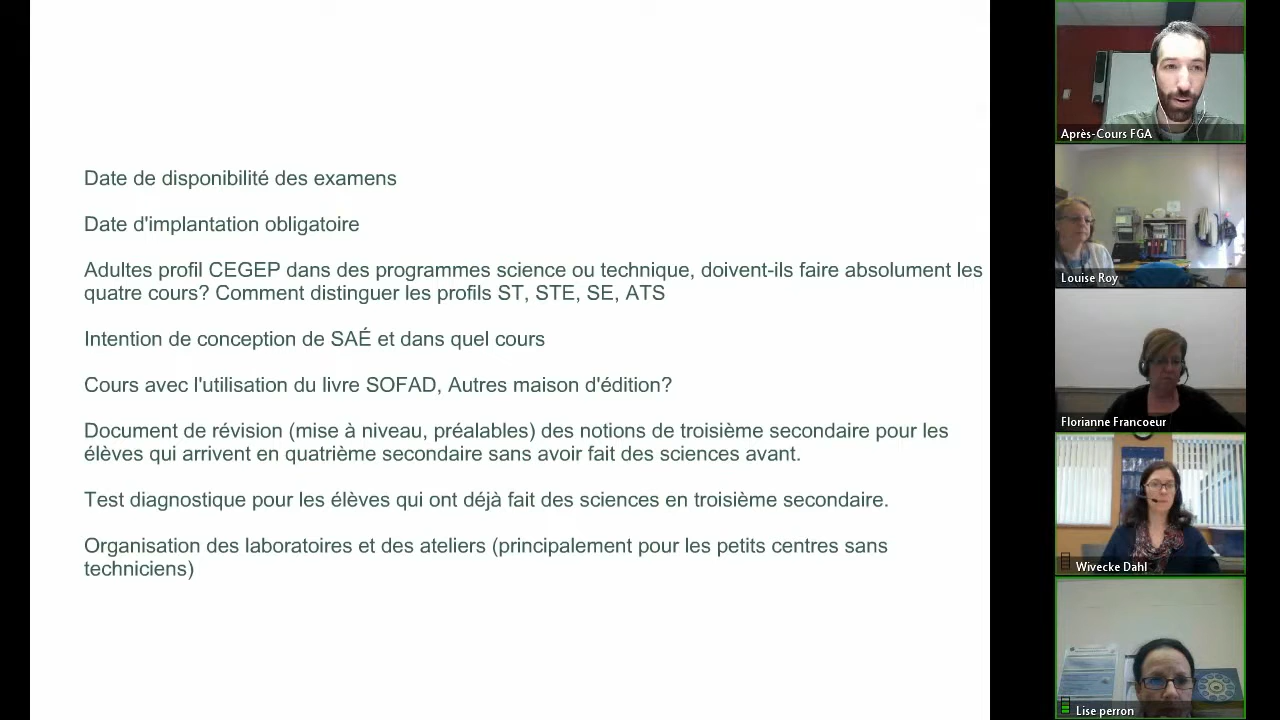 Date de disponibilité des examens
Date d'implantation obligatoire
Adultes profil CEGEP dans des programmes science ou technique, doivent-ils faire absolument les
quatre cours? Comment distinguer les profils ST, STE, SE, ATS
Intention de conception de SAÉ et dans quel cours
Cours avec l'utilisation du livre SOFAD, Autres maison d'édition?
Document de révision (mise à niveau, préalables) des notions de troisième secondaire pour les
élèves qui arrivent en quatrième secondaire sans avoir fait des sciences avant.
Test diagnostique pour les élèves qui ont déjà fait des sciences en troisième secondaire.
Organisation des laboratoires et des ateliers (principalement pour les petits centres sans
techniciens)
Après-Cours FGA
Louise Roy
Florianne Francoeur
Wivecke Dahl
Lise perron